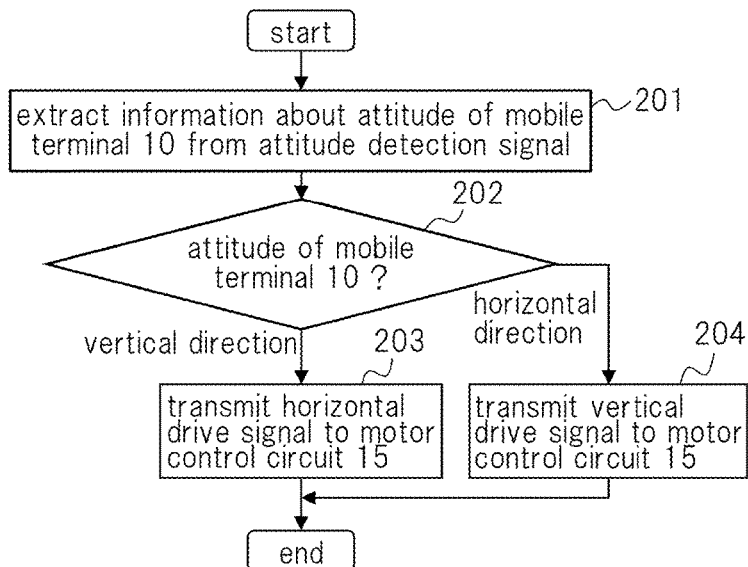 start
extract information about attitude of mobile
terminal 10 from attitude detection signal
201
202
attitude of mobile
terminal 10 ?
horizontal
direction
vertical direction
203
204
transmit horizontal
drive signal to motor
control circuit 15
transmit vertical
drive signal to motor
control circuit 15
end